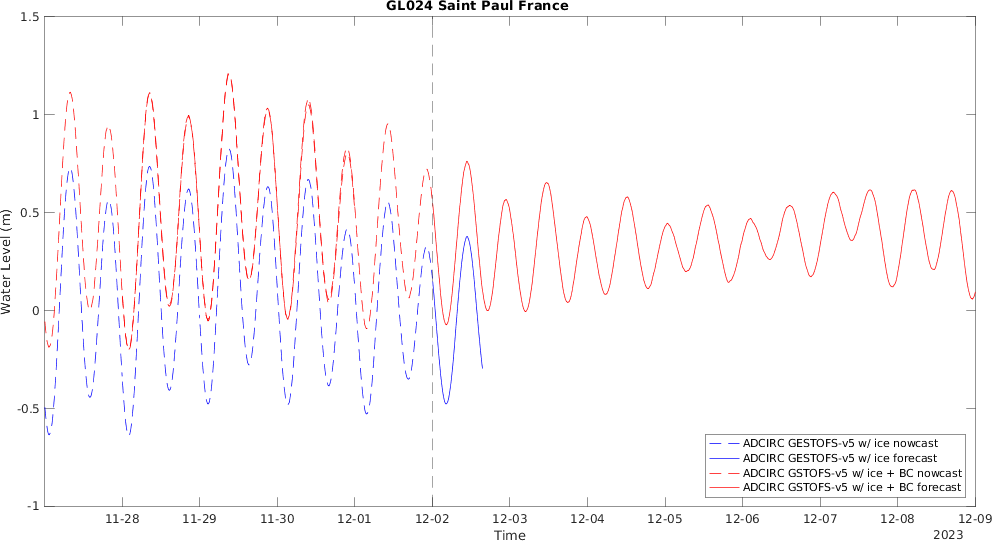 GL024 Saint Paul France
1.5
1
0.5
0
-0.5
-1
Water Level (m)
11-28 11-29 11-30 12-01 12-02 12-03 12-04 12-05 12-06 12-07 12-08 12-09
Time
2023
ADCIRC GESTOFS-v5 w/ ice nowcast
ADCIRC GESTOFS-v5 w/ ice forecast
ADCIRC GSTOFS-v5 w/ ice + BC nowcast
ADCIRC GSTOFS-v5 w/ ice + BC forecast